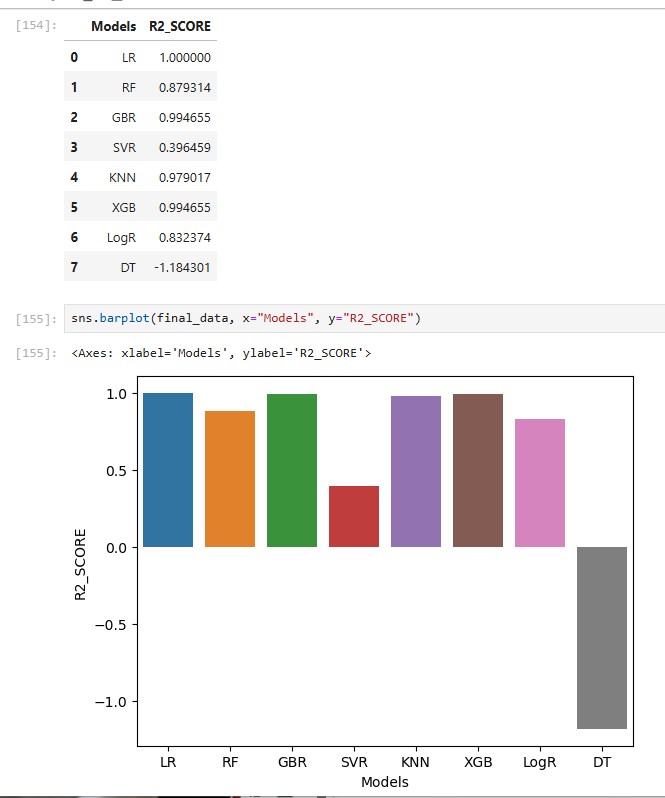 [154]: Models R2_SCORE
0 LR 1.000000
1 RF 0.879314
2 GBR 0.994655
3 SVR 0.396459
4 KNN 0.979017
5 XGB 0.994655
6 LogR 0.832374
7 DT -1.184301
[155]: sns.barplot(final_data, x="Models", y="R2_SCORE")
[155]: <Axes: xlabel='Models', ylabel='R2_SCORE'>
1.0
0.5
0.0
−0.5
−1.0
R2_SCORE
LR RF GBR SVR KNN XGB LogR DT
Models